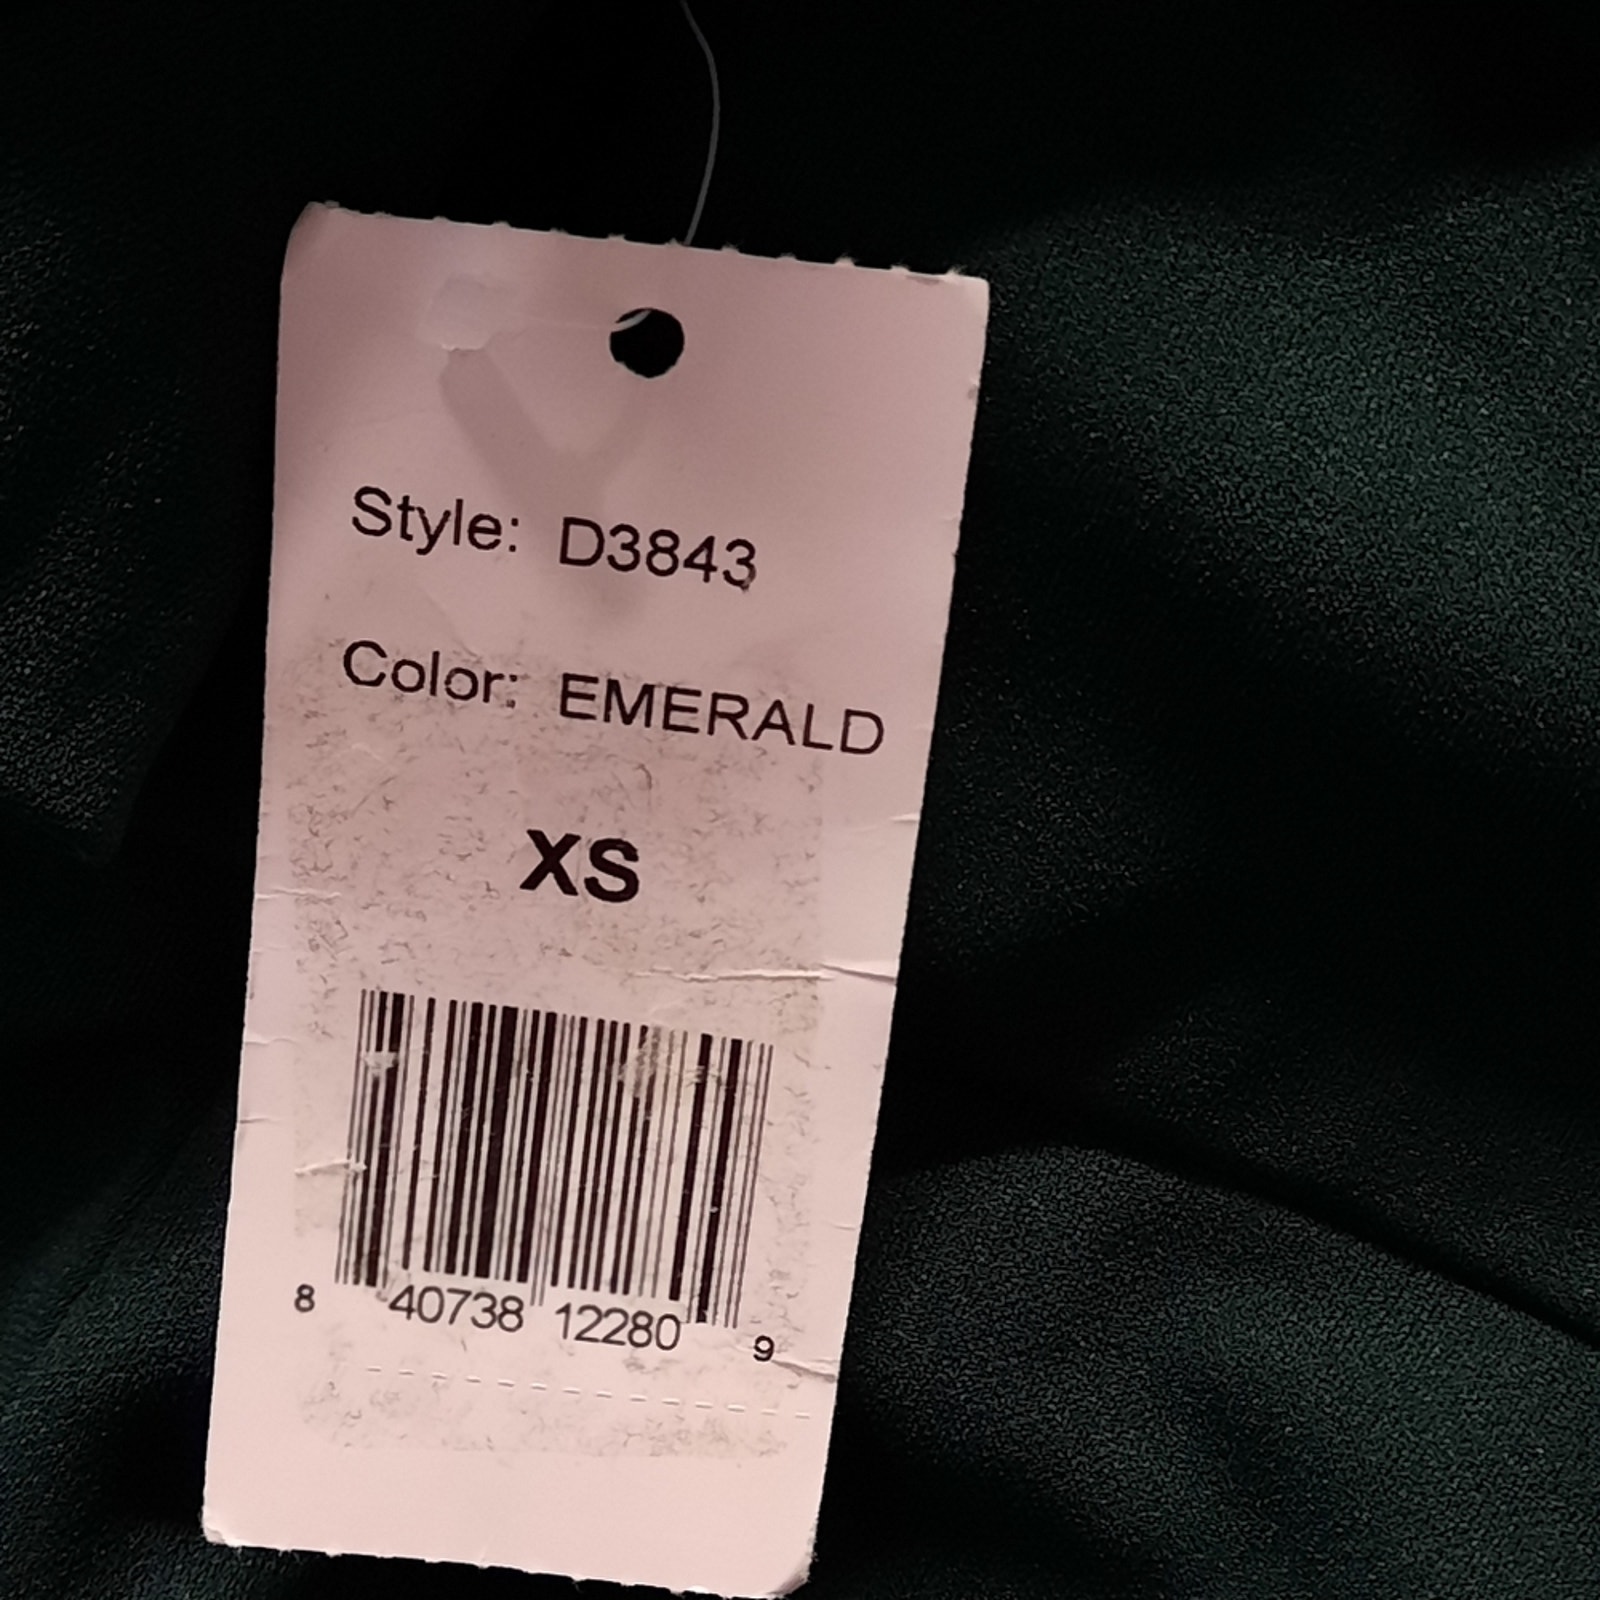 Style: D3843
Color: EMERALD
XS
8 40738 12280 9